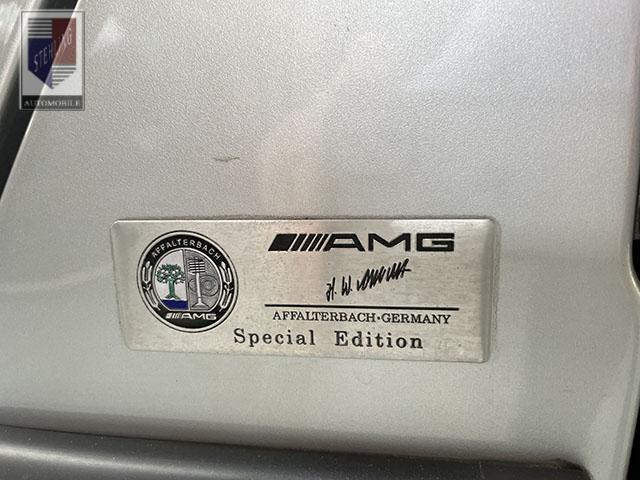 STEHLING
AUTOMOBILE
AFFALTERBACH
AMG
AMG
AFFALTERBACH·GERMANY
Special Edition